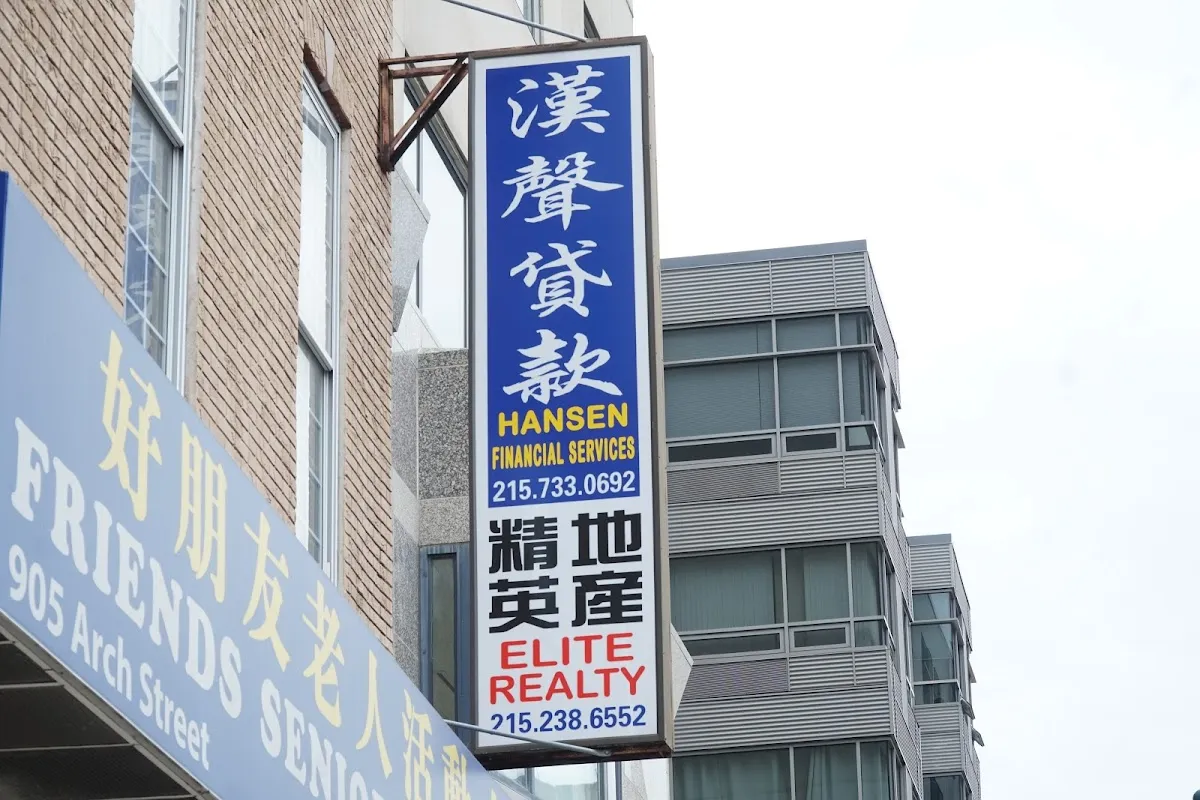 漢聲貸款
HANSEN
FINANCIAL SERVICES
215.733.0692
精英
地産
ELITE
REALTY
215.238.6552
好朋友老人活動
FRIENDS SENIO
905 Arch Street